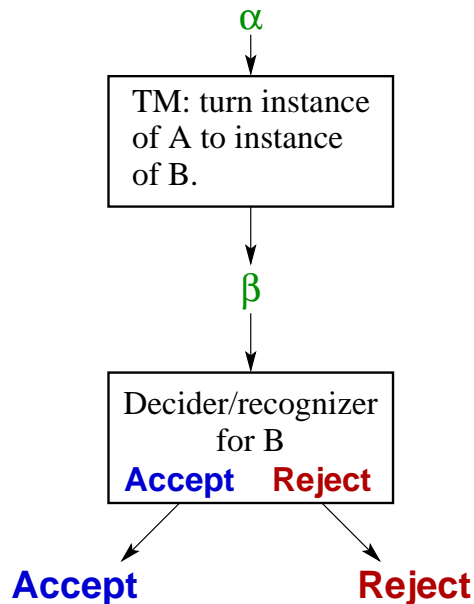 α
TM: turn instance
of A to instance
of B.
β
Decider/recognizer
for B
Accept Reject
Accept Reject